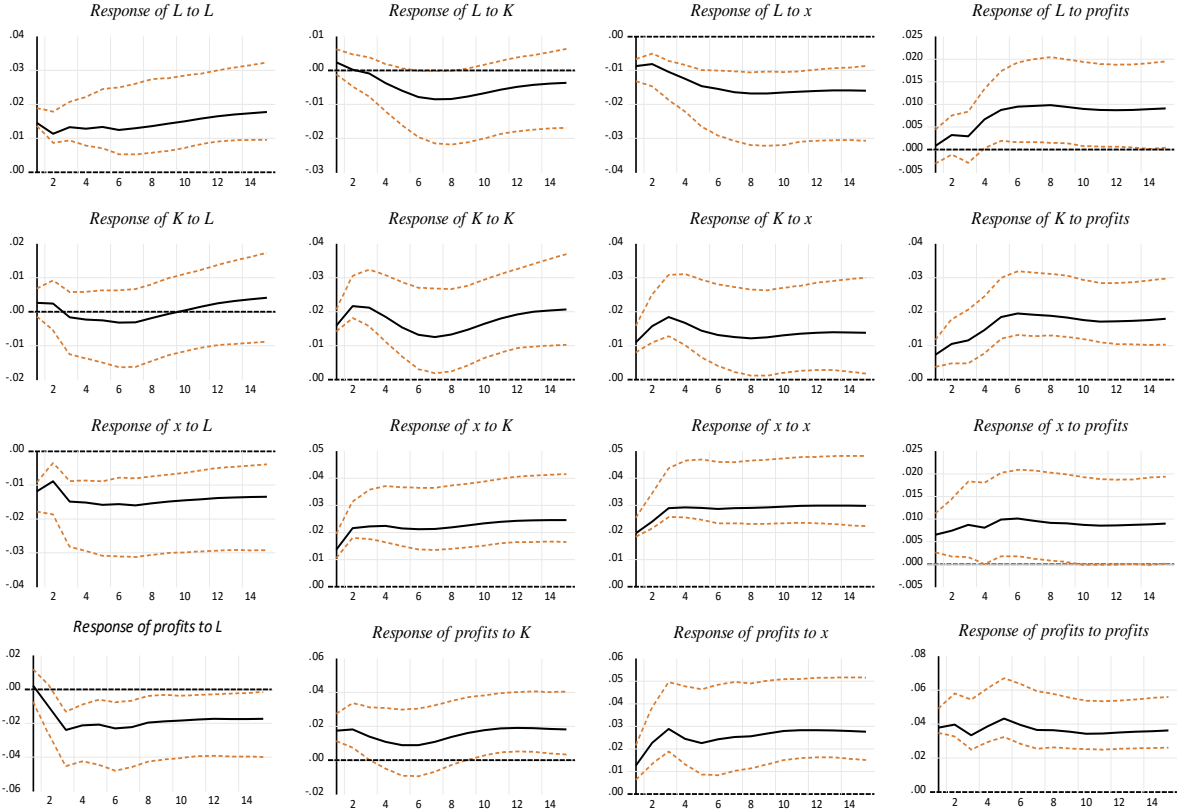 Response of L to L
.04
.03
.02
.01
.00
2 4 6 8 10 12 14
Response of L to K
.01
.00
-.01
-.02
-.03
2 4 6 8 10 12 14
Response of L to x
.00
-.01
-.02
-.03
-.04
2 4 6 8 10 12 14
Response of L to profits
.025
.020
.015
.010
.005
.000
-.005
2 4 6 8 10 12 14
Response of K to L
.02
.01
.00
-.01
-.02
2 4 6 8 10 12 14
Response of K to K
.04
.03
.02
.01
.00
2 4 6 8 10 12 14
Response of K to x
.04
.03
.02
.01
.00
2 4 6 8 10 12 14
Response of K to profits
.04
.03
.02
.01
.00
2 4 6 8 10 12 14
Response of x to L
.00
-.01
-.02
-.03
-.04
2 4 6 8 10 12 14
Response of x to K
.05
.04
.03
.02
.01
.00
2 4 6 8 10 12 14
Response of x to x
.05
.04
.03
.02
.01
.00
2 4 6 8 10 12 14
Response of x to profits
.025
.020
.015
.010
.005
.000
-.005
2 4 6 8 10 12 14
Response of profits to L
.02
.00
-.02
-.04
-.06
2 4 6 8 10 12 14
Response of profits to K
.06
.04
.02
.00
-.02
2 4 6 8 10 12 14
Response of profits to x
.06
.05
.04
.03
.02
.01
.00
2 4 6 8 10 12 14
Response of profits to profits
.08
.06
.04
.02
.00
2 4 6 8 10 12 14